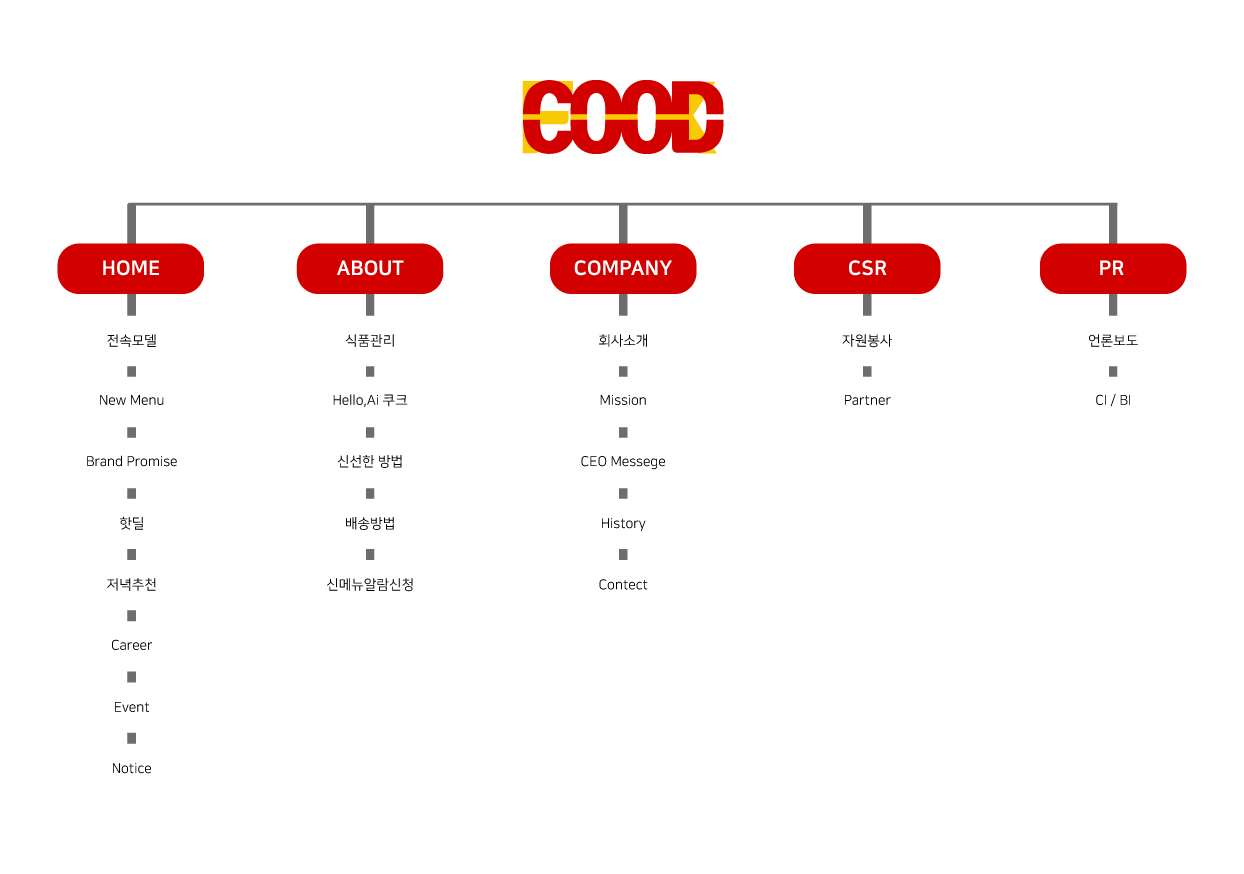 COOD
HOME
ABOUT
COMPANY
CSR
PR
전속모델
식품관리
회사소개
자원봉사
언론보도
New Menu
Hello,Ai 쿠크
Mission
Partner
CI / BI
Brand Promise
신선한 방법
CEO Messege
핫딜
배송방법
History
저녁추천
신메뉴알람신청
Contect
Career
Event
Notice